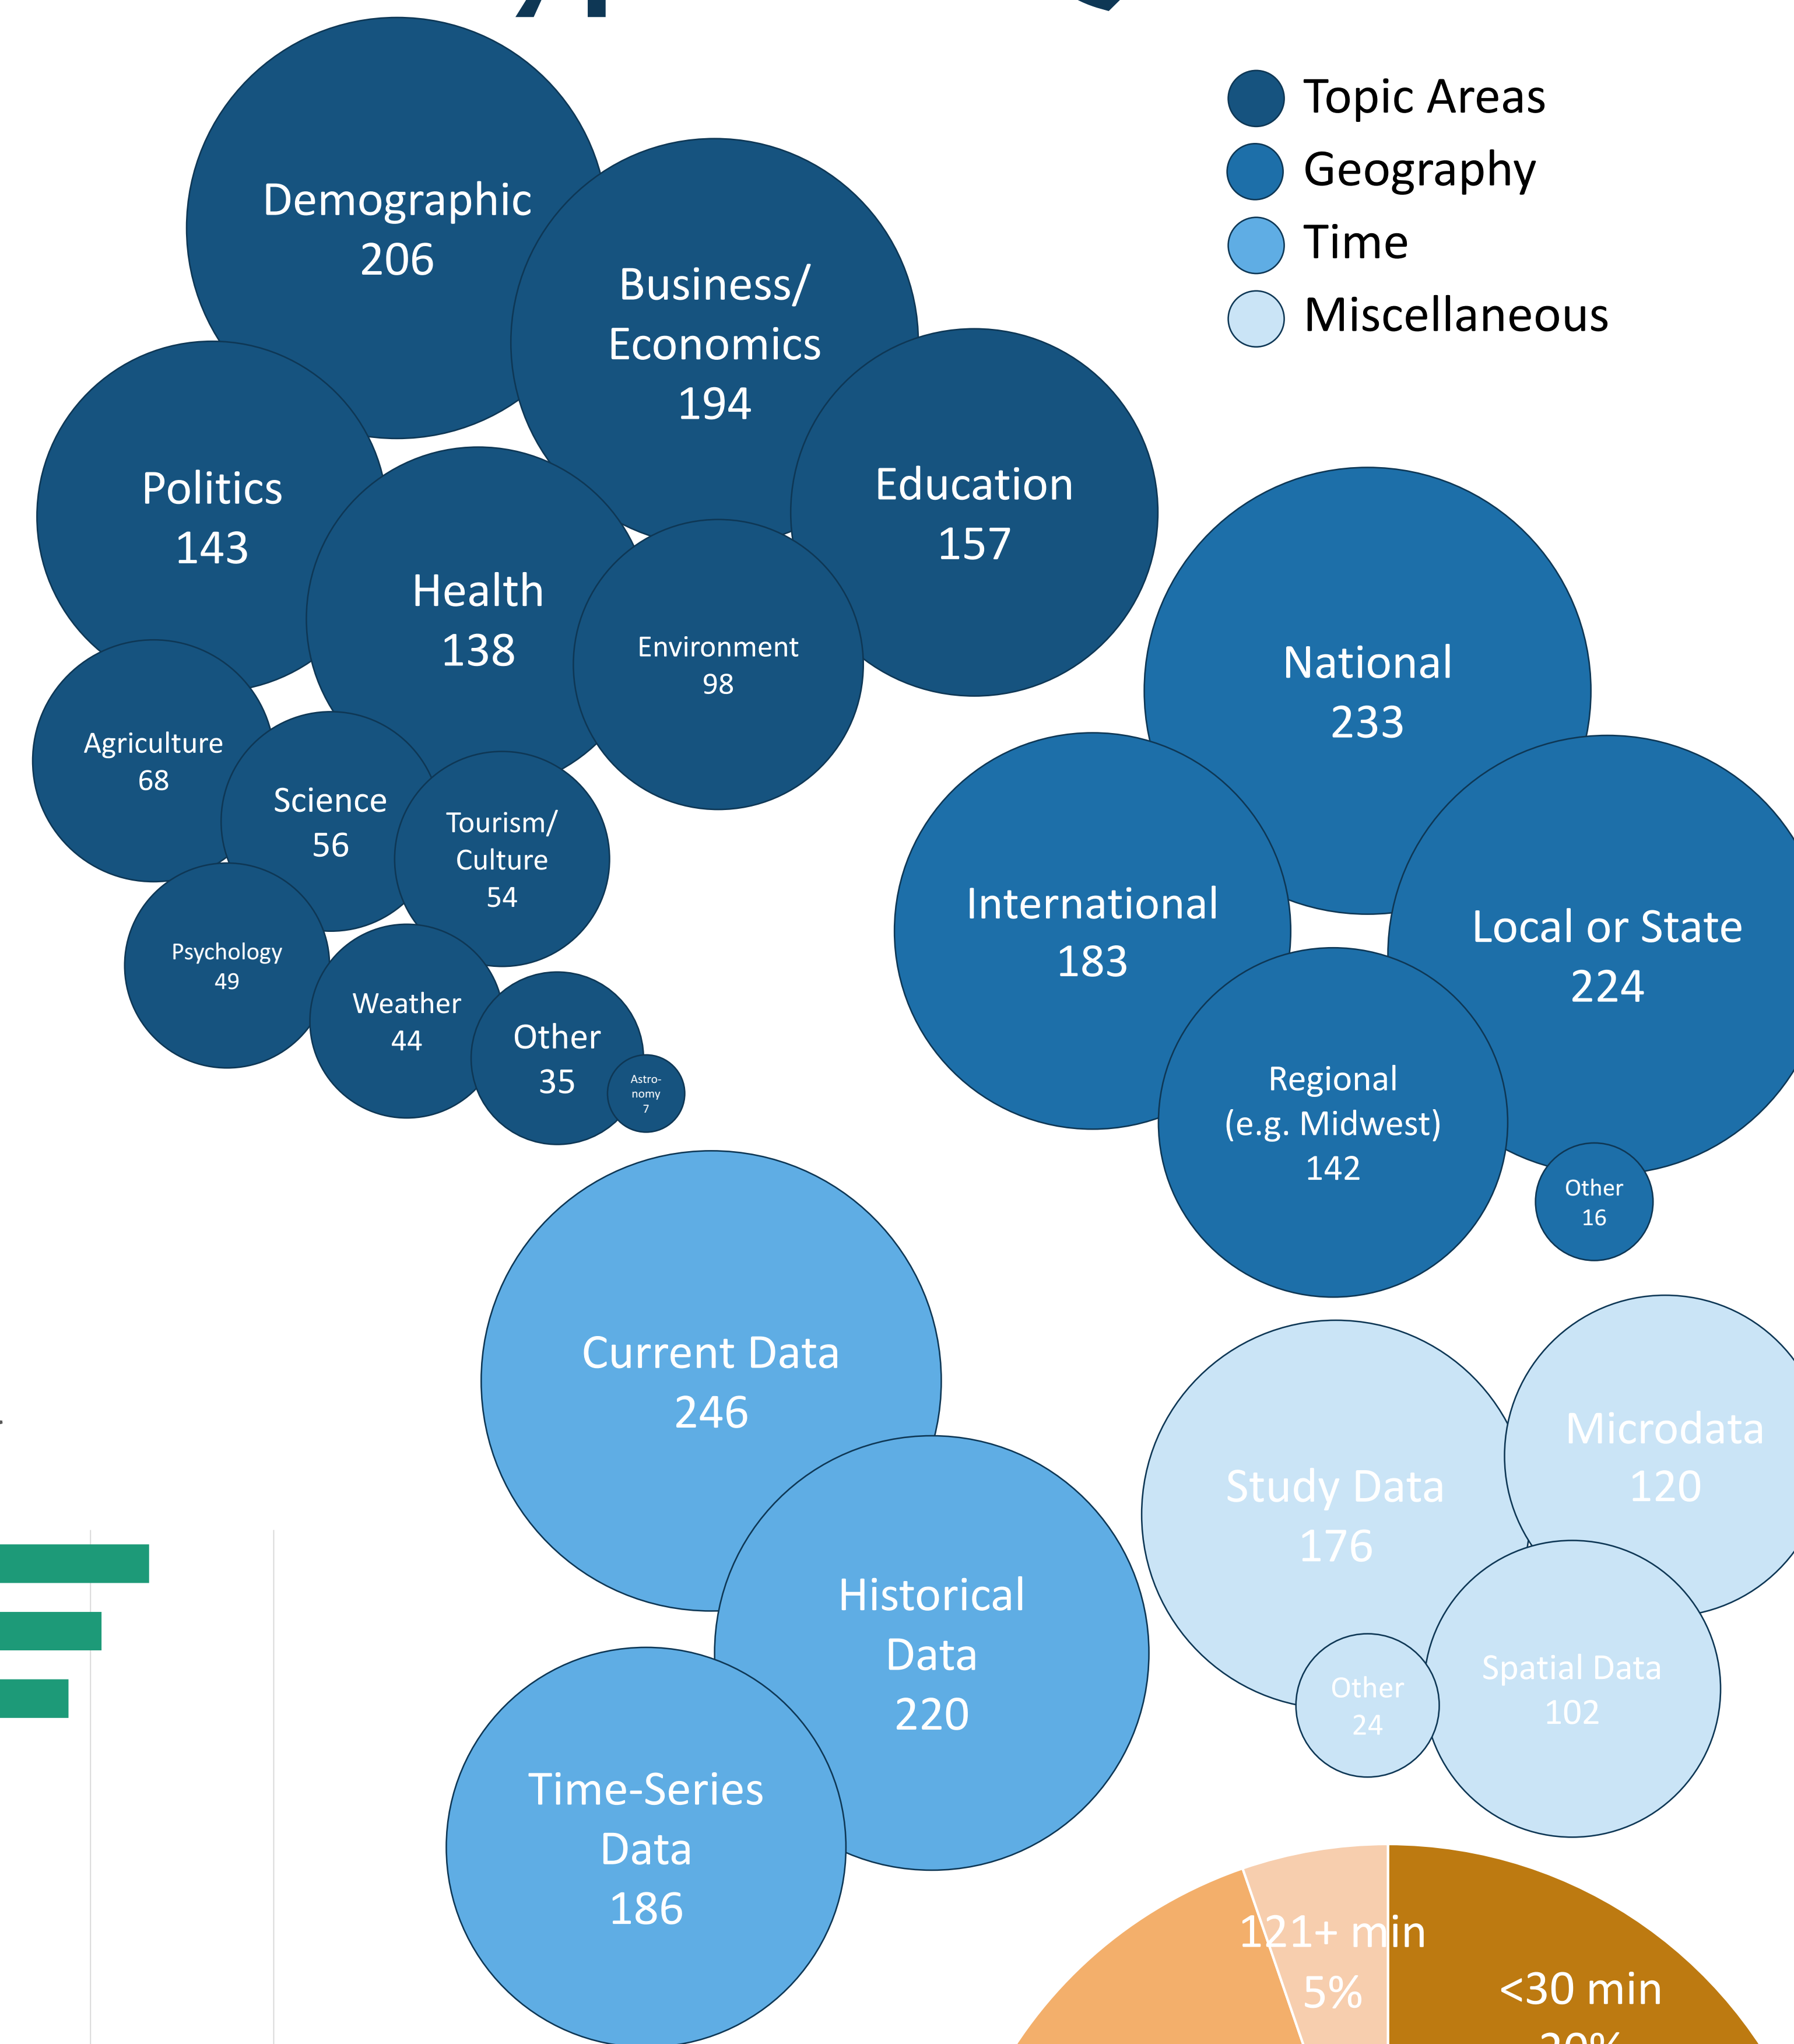 Topic Areas
Geography
Time
Miscellaneous
Demographic
206
Business/
Economics
194
Politics
143
Education
157
Health
138
Environment
98
Agriculture
68
Science
56
Tourism/
Culture
54
Psychology
49
Weather
44
Other
35
Astro-
nomy
7
National
233
International
183
Local or State
224
Regional
(e.g. Midwest)
142
Other
16
Current Data
246
Historical
Data
220
Time-Series
Data
186
Study Data
176
Microdata
120
Spatial Data
102
Other
24
121+ min
5%
<30 min